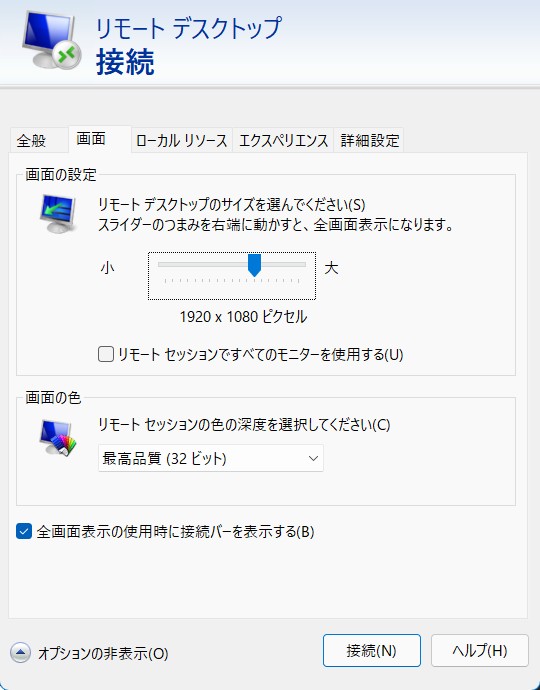 リモート デスクトップ
接続
全般 画面 ローカル リソース エクスペリエンス 詳細設定
画面の設定
リモート デスクトップのサイズを選んでください(S)
スライダーのつまみを右端に動かすと、全画面表示になります。
小 大
1920 x 1080 ピクセル
リモート セッションですべてのモニターを使用する(U)
画面の色
リモート セッションの色の深度を選択してください(C)
最高品質 (32 ビット)
全画面表示の使用時に接続バーを表示する(B)
オプションの非表示(O) 接続(N) ヘルプ(H)